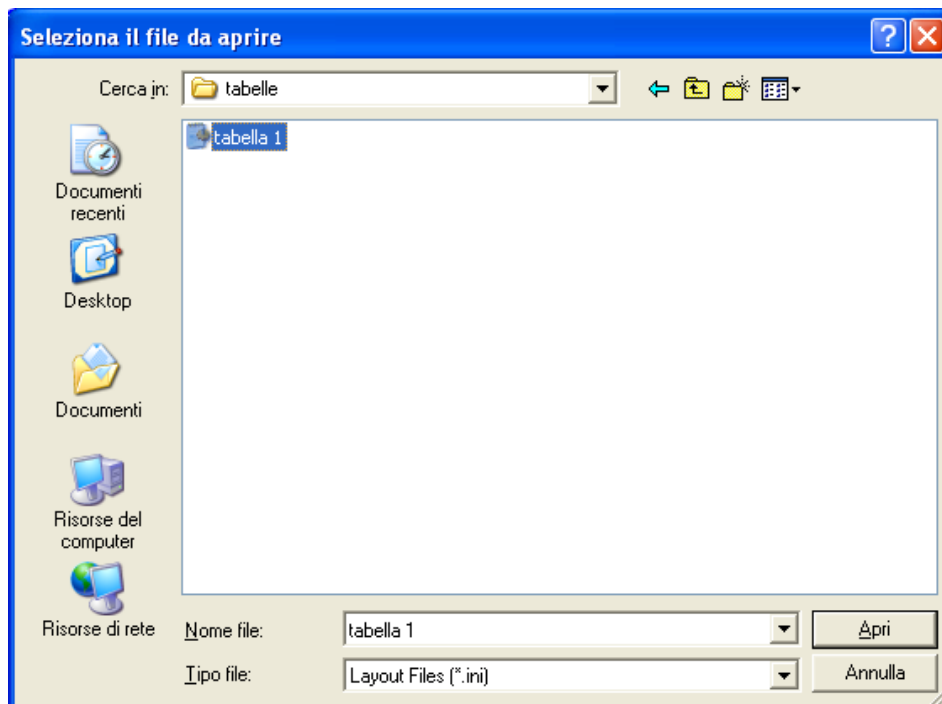 Seleziona il file da aprire
Cerca in:
tabelle
tabella 1
Documenti
recenti
Desktop
Documenti
Risorse del
computer
Risorse di rete
Nome file:
tabella 1
Apri
Tipo file:
Layout Files (*.ini)
Annulla